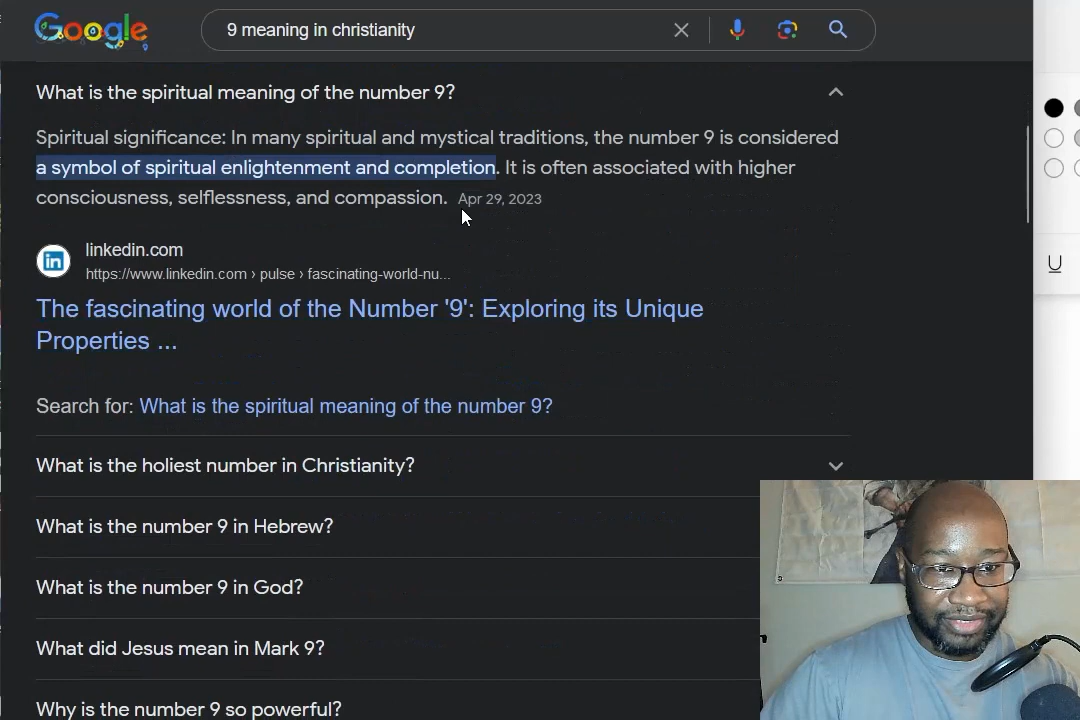 Google
9 meaning in christianity
What is the spiritual meaning of the number 9?
Spiritual significance: In many spiritual and mystical traditions, the number 9 is considered
a symbol of spiritual enlightenment and completion. It is often associated with higher
consciousness, selflessness, and compassion. Apr 29, 2023
in
linkedin.com
https://www.linkedin.com › pulse › fascinating-world-nu...
The fascinating world of the Number '9': Exploring its Unique
Properties ...
Search for: What is the spiritual meaning of the number 9?
What is the holiest number in Christianity?
What is the number 9 in Hebrew?
What is the number 9 in God?
What did Jesus mean in Mark 9?
Why is the number 9 so powerful?
U